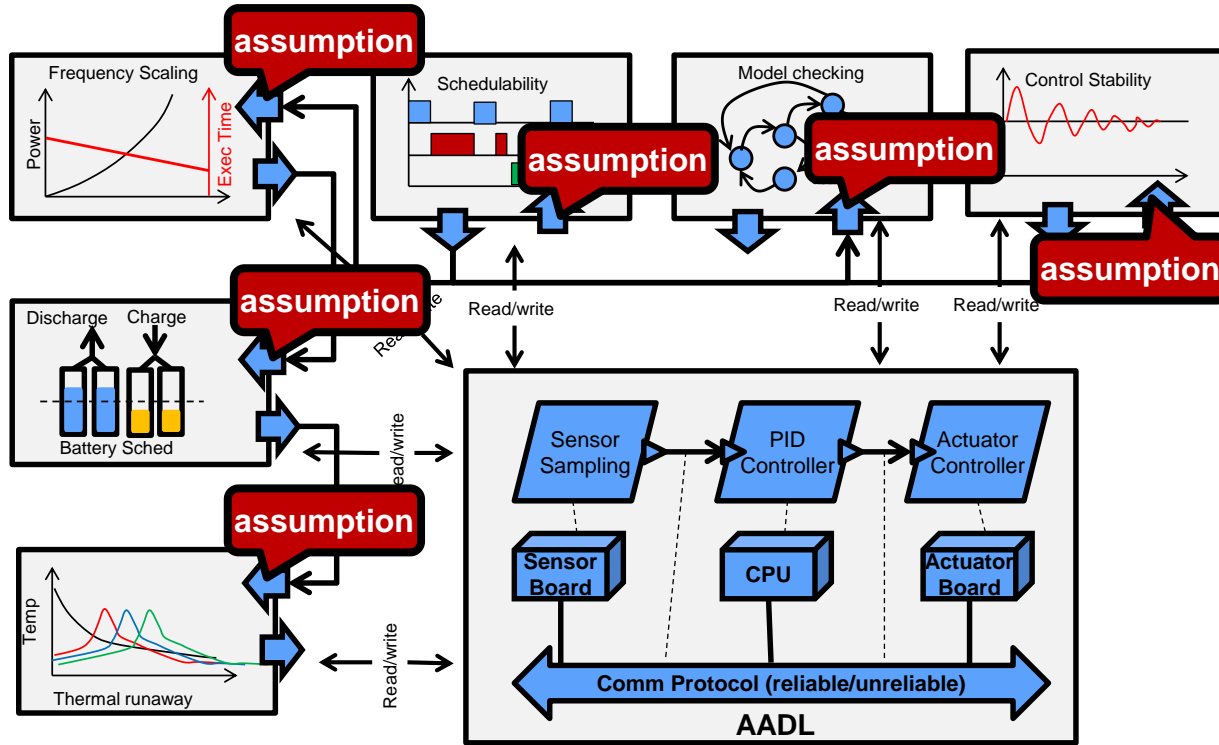 assumption
Frequency Scaling
Power
Exec Time
Schedulability
assumption
Model checking
assumption
Control Stability
assumption
assumption
Read/write
Read/write
Read/write
Discharge
Charge
Battery Sched
ead/write
assumption
Temp
Thermal runaway
Read/write
Sensor
Sampling
PID
Controller
Actuator
Controller
Sensor
Board
CPU
Actuator
Board
Comm Protocol (reliable/unreliable)
AADL